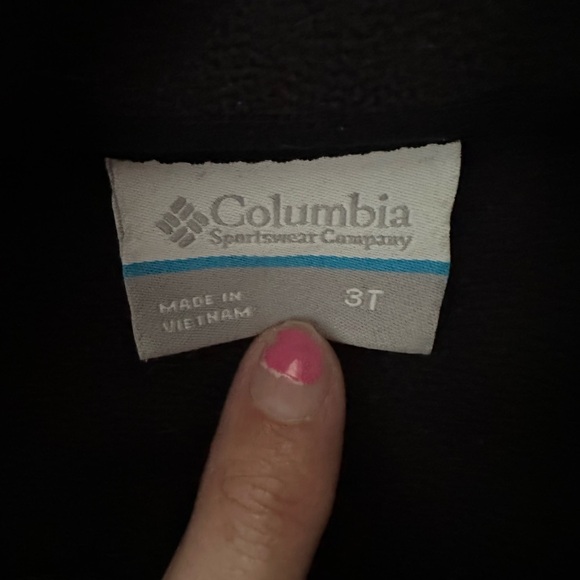 Columbia
Sportswear Company
MADE IN
VIETNAM
3T